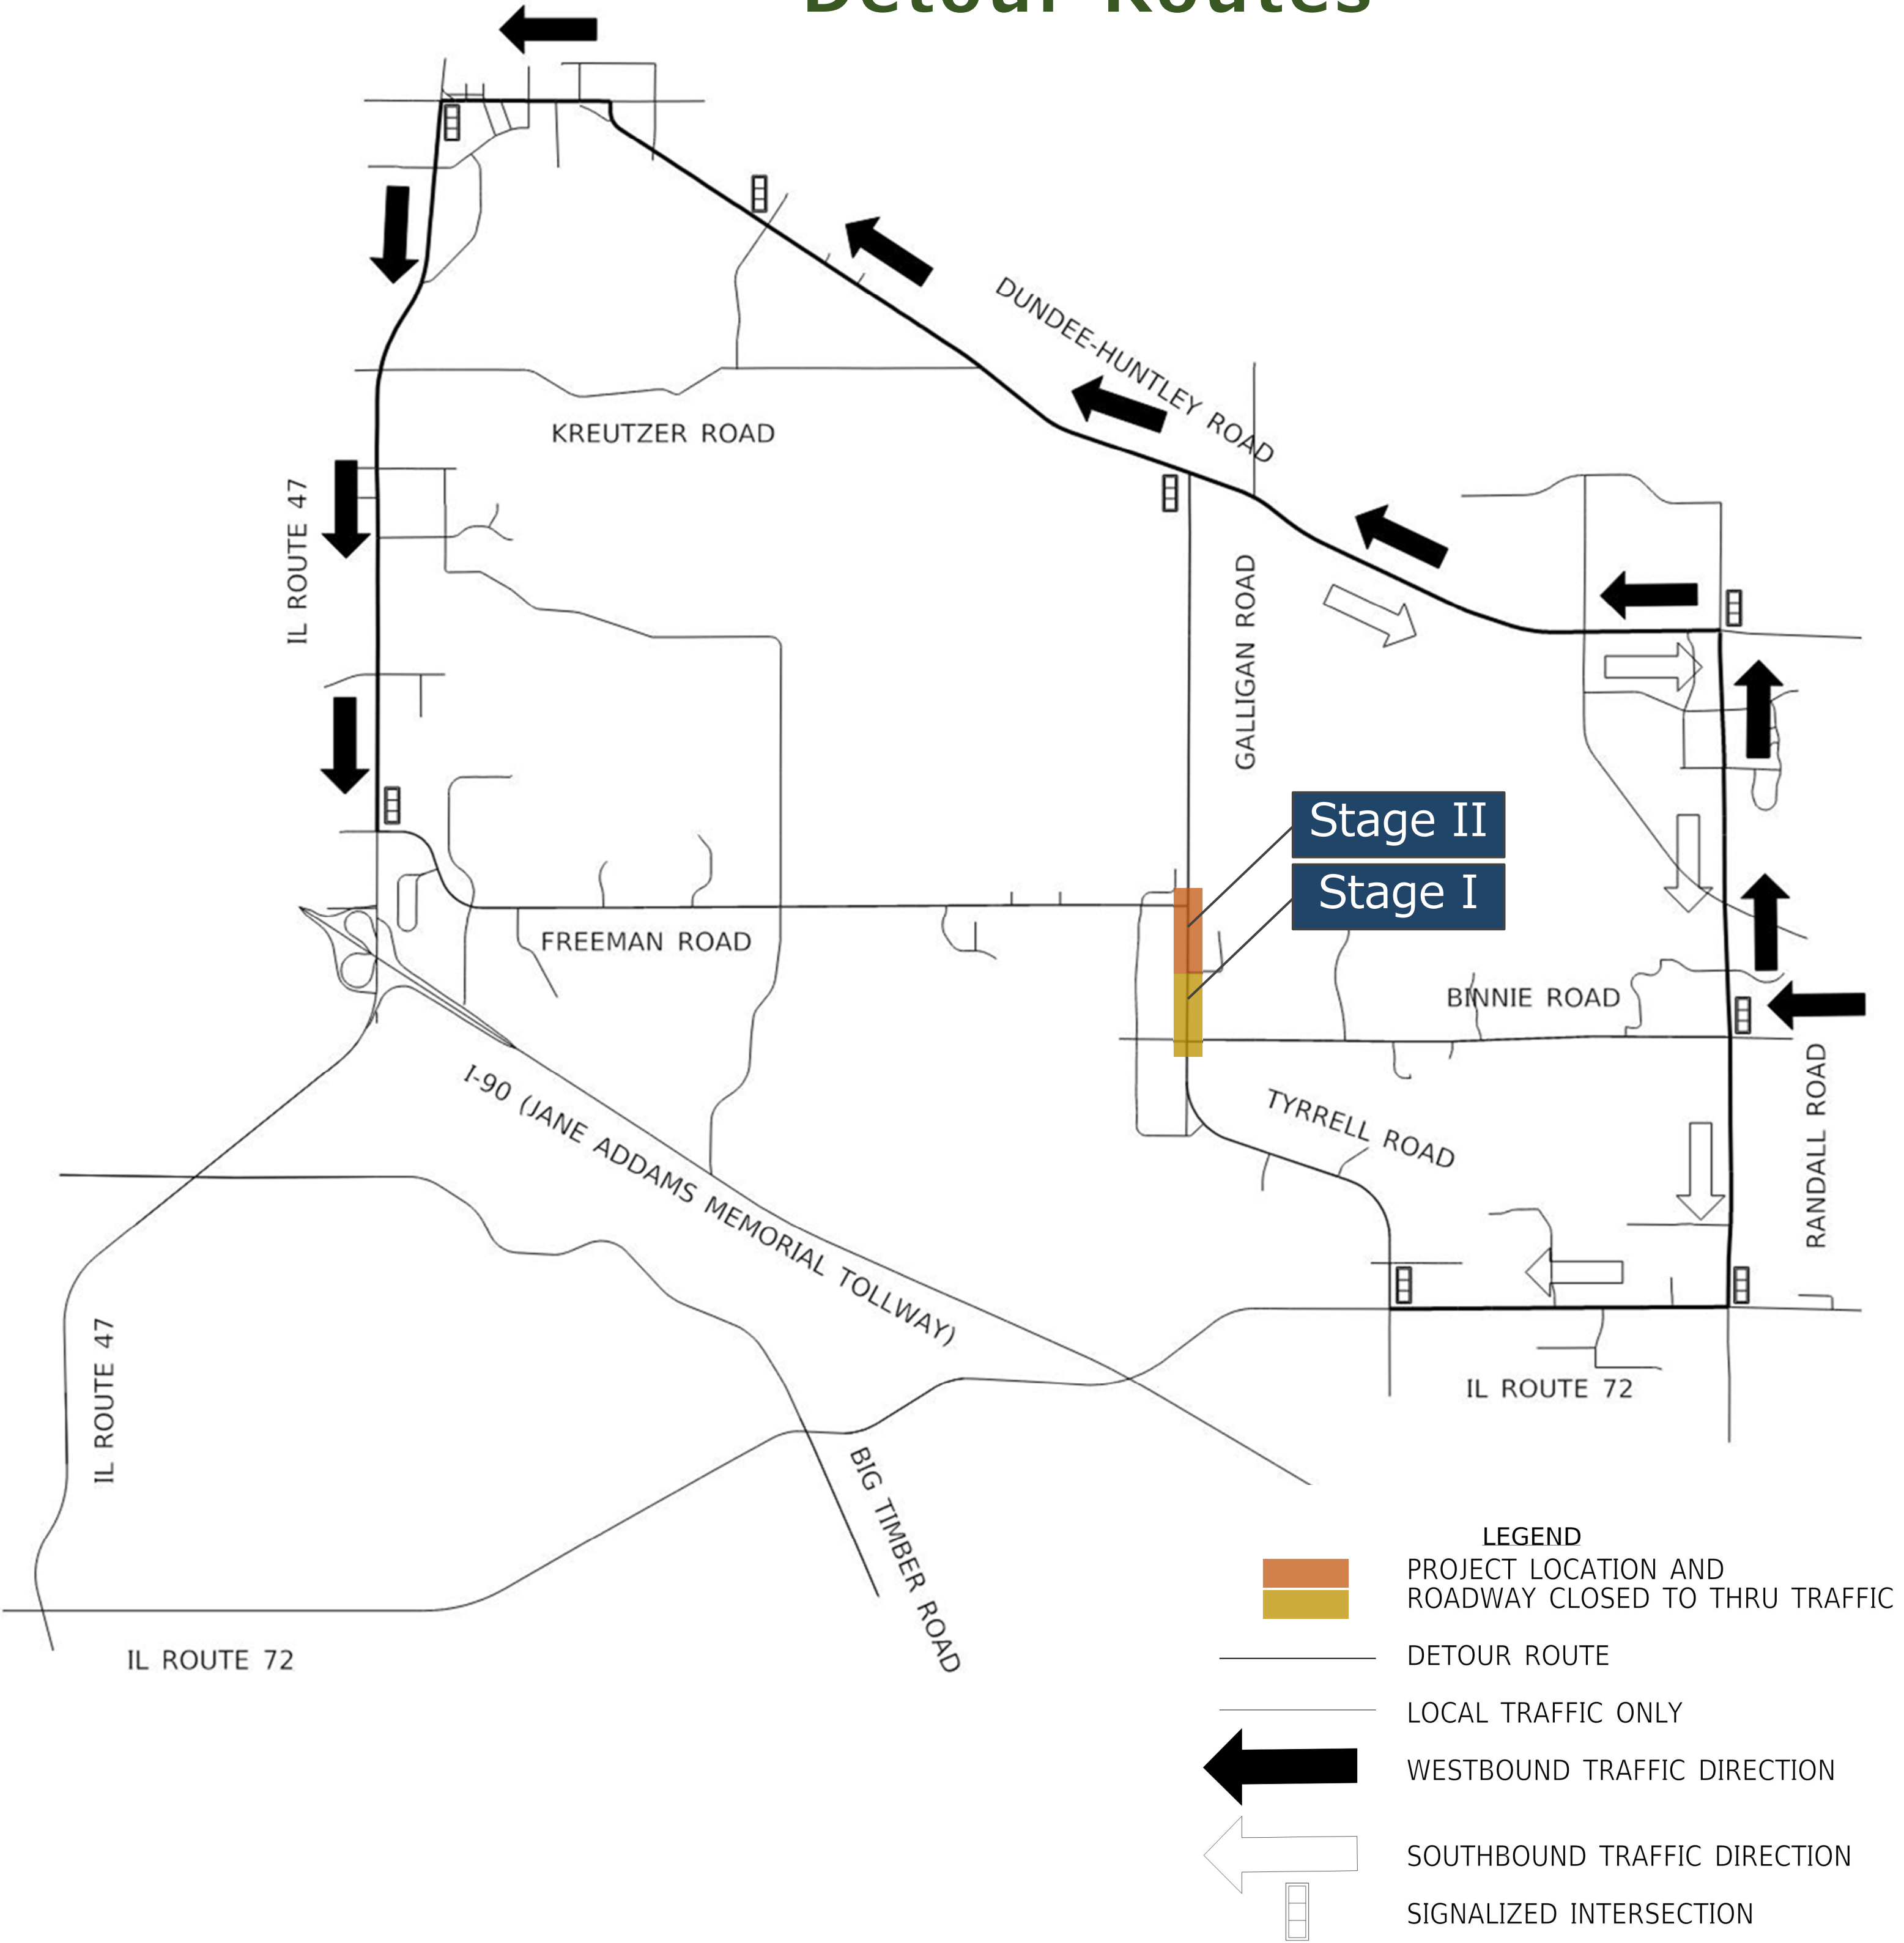 Detour Routes
DUNDEE-HUNTLEY ROAD
KREUTZER ROAD
IL ROUTE 47
GALLIGAN ROAD
Stage II
Stage I
FREEMAN ROAD
BINNIE ROAD
RANDALL ROAD
TYRRELL ROAD
I-90 (JANE ADDAMS MEMORIAL TOLLWAY)
IL ROUTE 47
IL ROUTE 72
BIG TIMBER ROAD
IL ROUTE 72
LEGEND
PROJECT LOCATION AND
ROADWAY CLOSED TO THRU TRAFFIC
DETOUR ROUTE
LOCAL TRAFFIC ONLY
WESTBOUND TRAFFIC DIRECTION
SOUTHBOUND TRAFFIC DIRECTION
SIGNALIZED INTERSECTION